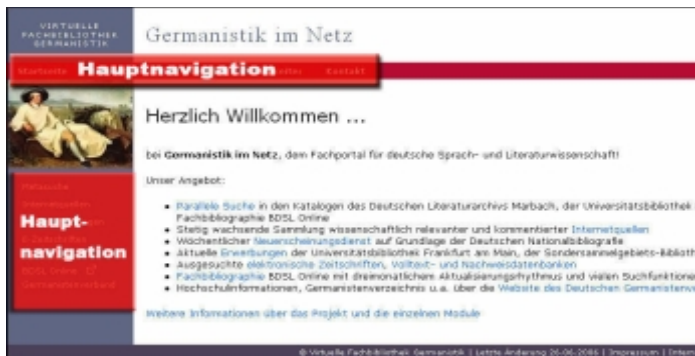 VIRTUELLE
FACHBIBLIOTHEK
GERMANISTIK
Germanistik im Netz
Startseite Hauptnavigation Kontakt
Herzlich Willkommen ...
bei Germanistik im Netz, dem Fachportal für deutsche Sprach- und Literaturwissenschaft!
Unser Angebot:
Parallele Suche in den Katalogen des Deutschen Literaturarchivs Marbach, der Universitätsbibliothek
Fachbibliographie BDSL Online
Stetig wachsende Sammlung wissenschaftlich relevanter und kommentierter Internetquellen
Wöchentlicher Neuerscheinungsdienst auf Grundlage der Deutschen Nationalbibliografie
Aktuelle Erwerbungen der Universitätsbibliothek Frankfurt am Main, der Sondersammelgebiets-Biblioth
Ausgesuchte elektronische Zeitschriften, Volltext- und Nachweisdatenbanken
Fachbibliographie BDSL Online mit dreimonatlichem Aktualisierungsrhythmus und vielen Suchfunktione
Hochschulinformationen, Germanistenverzeichnis u.a. über die Website des Deutschen Germanistenve
Weitere Informationen über das Projekt und die einzelnen Module
Metasuche
Internetquellen
Haupt-
navigation
BDSL Online
Germanistenverband
© Virtuelle Fachbibliothek Germanistik | Letzte Änderung 26.06.2006 | Impressum | Intern